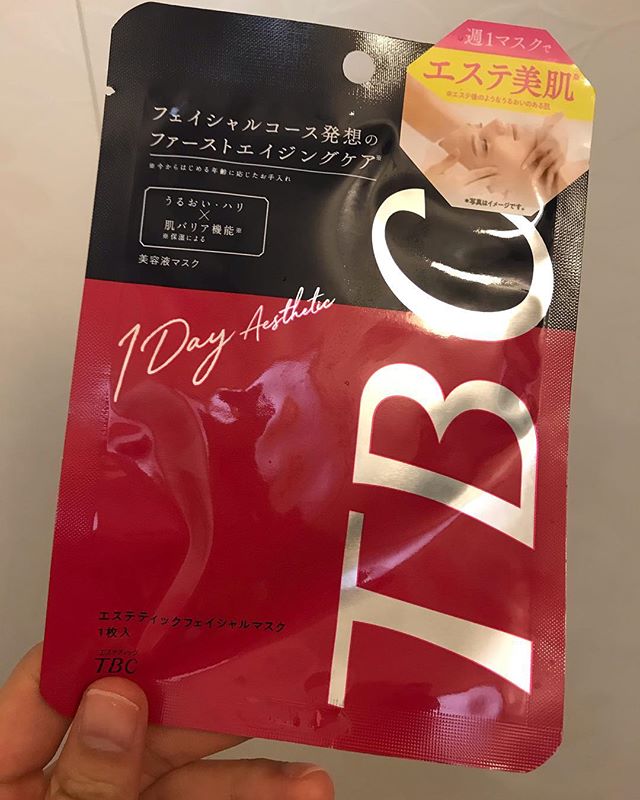 週1マスクで
エステ美肌※
※エステ後のようなうるおいのある肌
*写真はイメージです。
フェイシャルコース発想の
ファーストエイジングケア※
※今からはじめる年齢に応じたお手入れ
うるおい・ハリ
×
肌バリア機能※
※保湿による
美容液マスク
1 Day Aesthetic
TBC
エステティックフェイシャルマスク
1枚入
エステティック
TBC